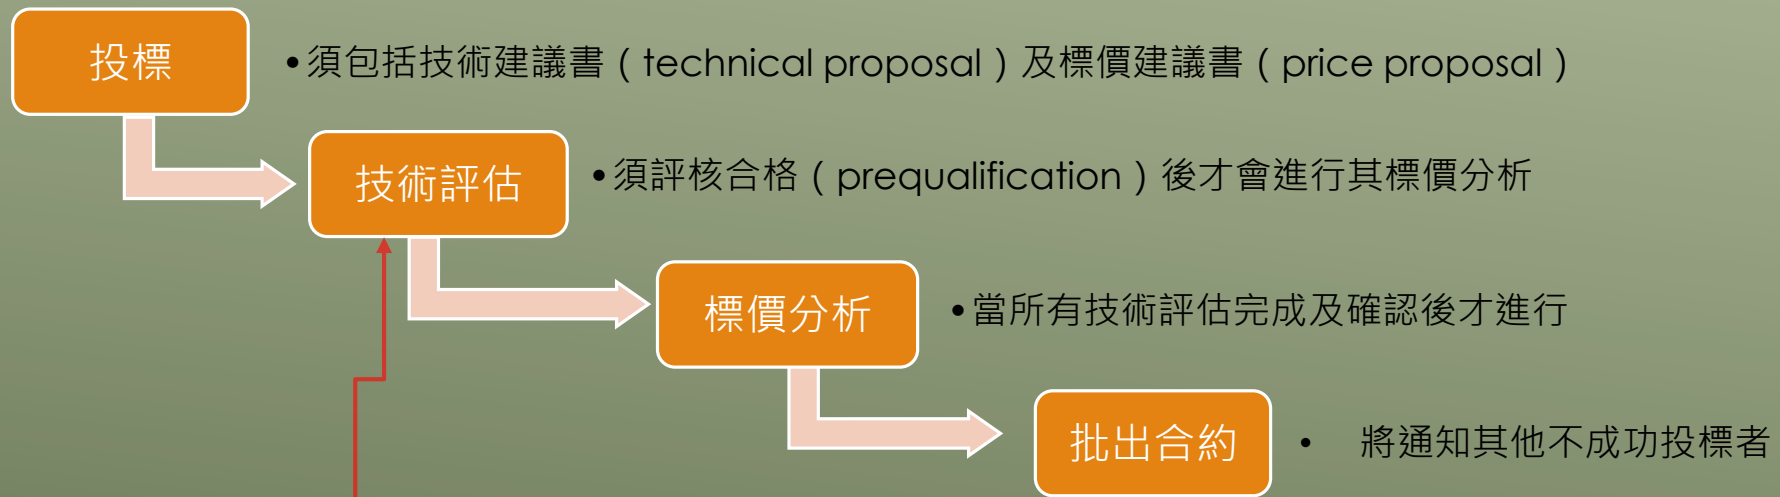 投標
•須包括技術建議書（technical proposal）及標價建議書（price proposal）
技術評估
•須評核合格（prequalification）後才會進行其標價分析
標價分析
•當所有技術評估完成及確認後才進行
批出合約
• 將通知其他不成功投標者